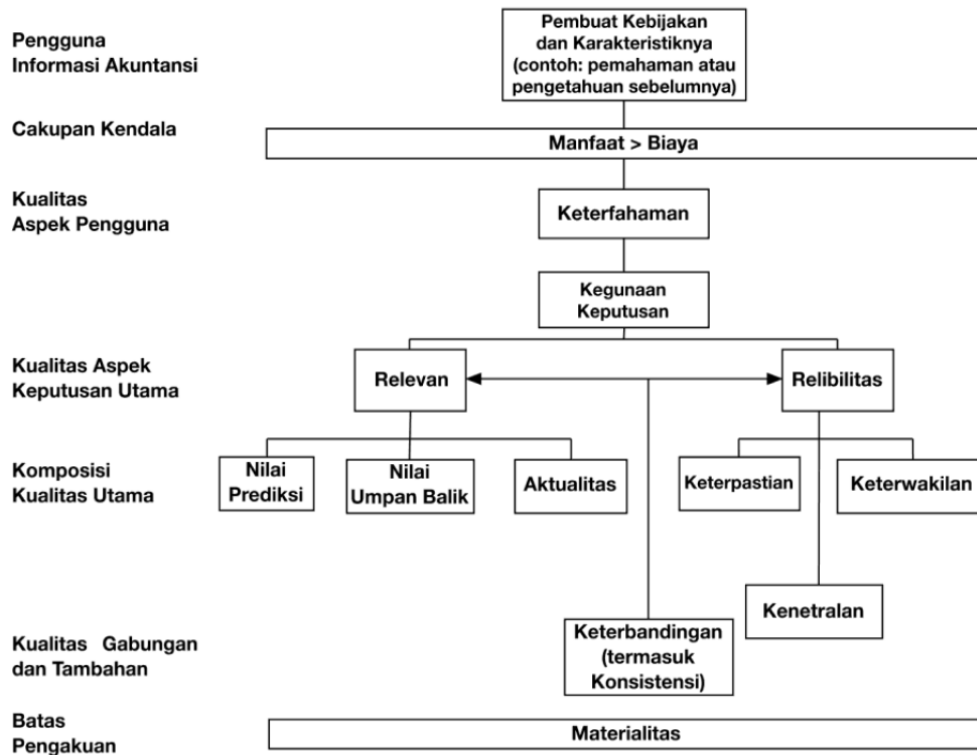 Pengguna
Informasi Akuntansi
Pembuat Kebijakan
dan Karakteristiknya
(contoh: pemahaman atau
pengetahuan sebelumnya)
Cakupan Kendala
Manfaat > Biaya
Kualitas
Aspek Pengguna
Keterfahaman
Kegunaan
Keputusan
Kualitas Aspek
Keputusan Utama
Relevan
Relibilitas
Komposisi
Kualitas Utama
Nilai
Prediksi
Nilai
Umpan Balik
Aktualitas
Keterpastian
Keterwakilan
Kenetralan
Kualitas Gabungan
dan Tambahan
Keterbandingan
(termasuk
Konsistensi)
Batas
Pengakuan
Materialitas